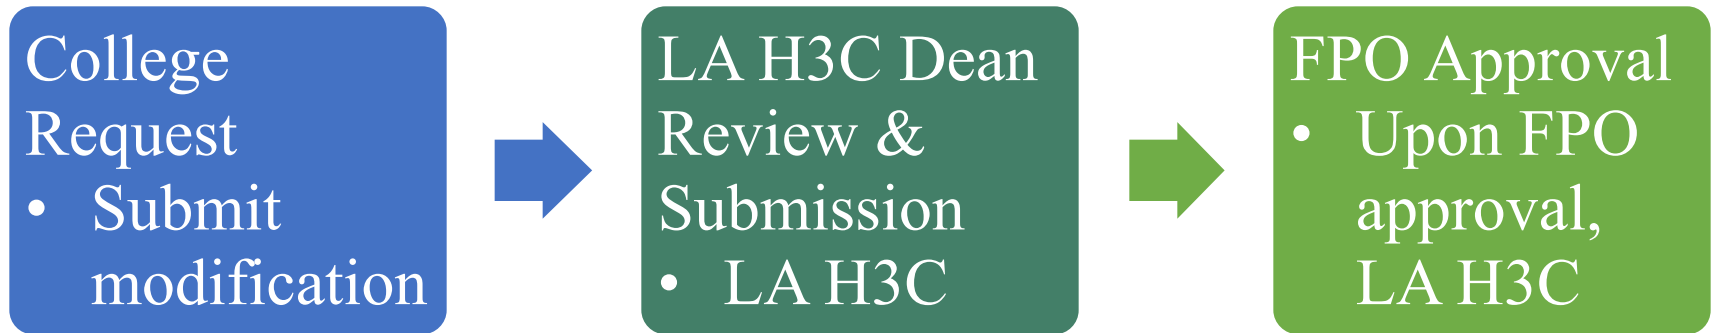 College
Request
• Submit
modification
LA H3C Dean
Review &
Submission
• LA H3C
FPO Approval
• Upon FPO
approval,
LA H3C